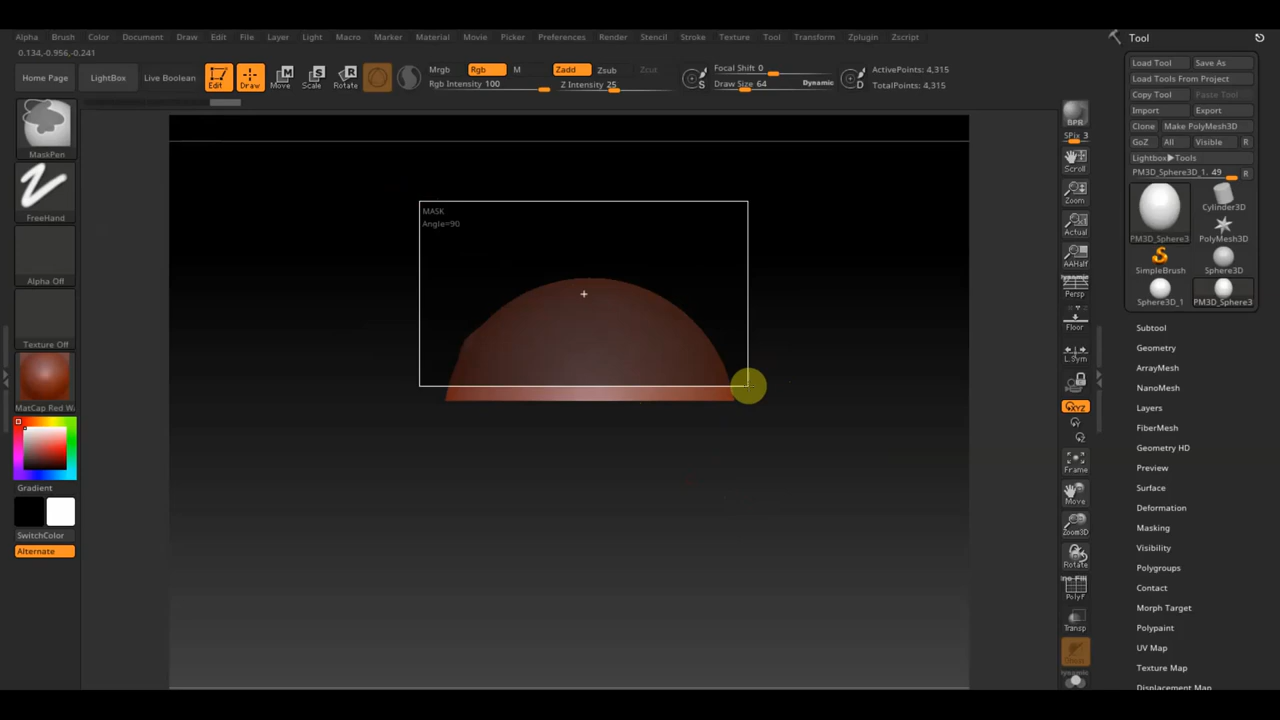 Alpha Brush Color Document Draw Edit File Layer Light Macro Marker Material Movie Picker Preferences Render Stencil Stroke Texture Tool Transform Zplugin Zscript
Tool
0.134,-0.956,-0.241
Home Page
LightBox
Live Boolean
Edit
Draw
Move
Scale
Rotate
Mrgb
Rgb
M
Rgb Intensity 100
Zadd
Zsub
Zcut
Z Intensity 25
S
Focal Shift 0
Draw Size 64
Dynamic
D
ActivePoints: 4,315
TotalPoints: 4,315
Load Tool
Save As
Load Tools From Project
Copy Tool
Paste Tool
Import
Export
Clone
Make PolyMesh3D
GoZ
All
Visible
R
Lightbox▶Tools
PM3D_Sphere3D_1. 49
R
PM3D_Sphere3
Cylinder3D
PolyMesh3D
SimpleBrush
Sphere3D
Sphere3D_1
PM3D_Sphere3
Subtool
Geometry
ArrayMesh
NanoMesh
Layers
FiberMesh
Geometry HD
Preview
Surface
Deformation
Masking
Visibility
Polygroups
Contact
Morph Target
Polypaint
UV Map
Texture Map
Displacement Map
MaskPen
FreeHand
Alpha Off
Texture Off
MatCap Red W
Gradient
SwitchColor
Alternate
MASK
Angle=90
BPR
SPix 3
Scroll
Zoom
Actual
AAHalf
Persp
Floor
L.Sym
XYZ
Frame
Move
Zoom3D
Rotate
PolyF
Transp